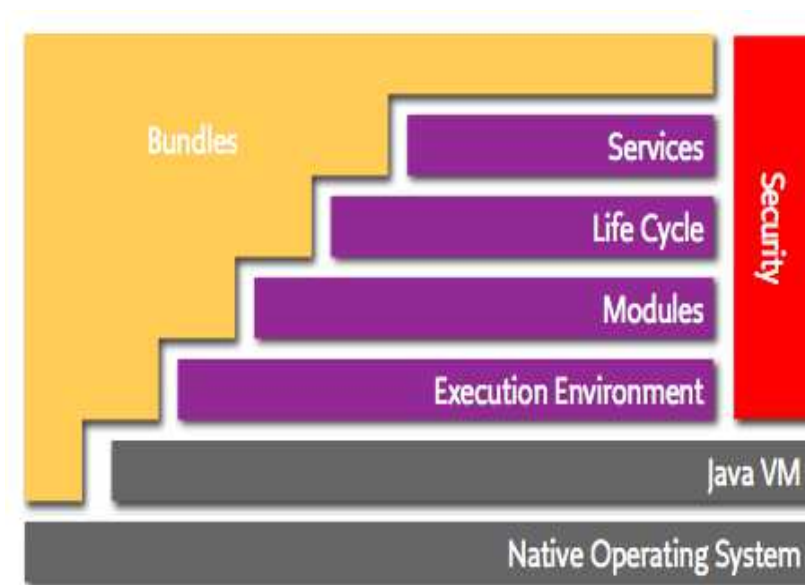 Bundles
Services
Life Cycle
Modules
Execution Environment
Security
Java VM
Native Operating System